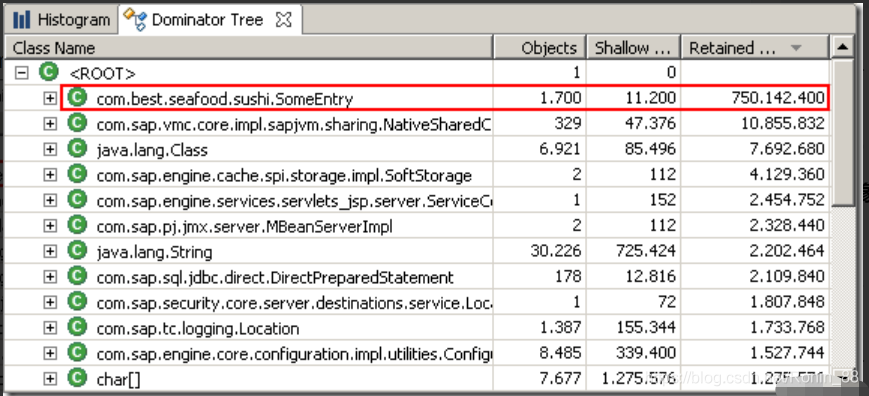 Histogram Dominator Tree
Class Name Objects Shallow ... Retained ...
<ROOT> 1 0
com.best.seafood.sushi.SomeEntry 1.700 11.200 750.142.400
com.sap.vmc.core.impl.sapjvm.sharing.NativeSharedC 329 47.376 10.855.832
java.lang.Class 6.921 85.496 7.692.680
com.sap.engine.cache.spi.storage.impl.SoftStorage 2 112 4.129.360
com.sap.engine.services.servlets_jsp.server.ServiceCo 1 152 2.454.752
com.sap.pj.jmx.server.MBeanServerImpl 2 112 2.328.440
java.lang.String 30.226 725.424 2.202.464
com.sap.sql.jdbc.direct.DirectPreparedStatement 178 12.816 2.109.840
com.sap.security.core.server.destinations.service.Loc 1 72 1.807.848
com.sap.tc.logging.Location 1.387 155.344 1.733.768
com.sap.engine.core.configuration.impl.utilities.Config 8.485 339.400 1.527.744
char[] 7.677 1.275.576 1.275.576